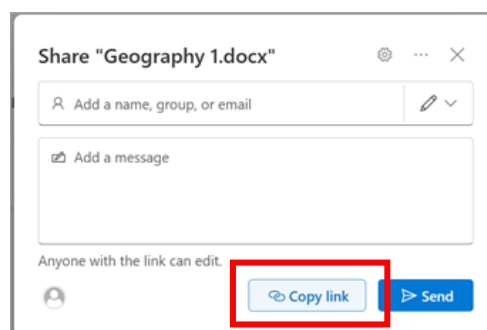 Share "Geography 1.docx"
Add a name, group, or email
Add a message
Anyone with the link can edit.
Copy link
Send